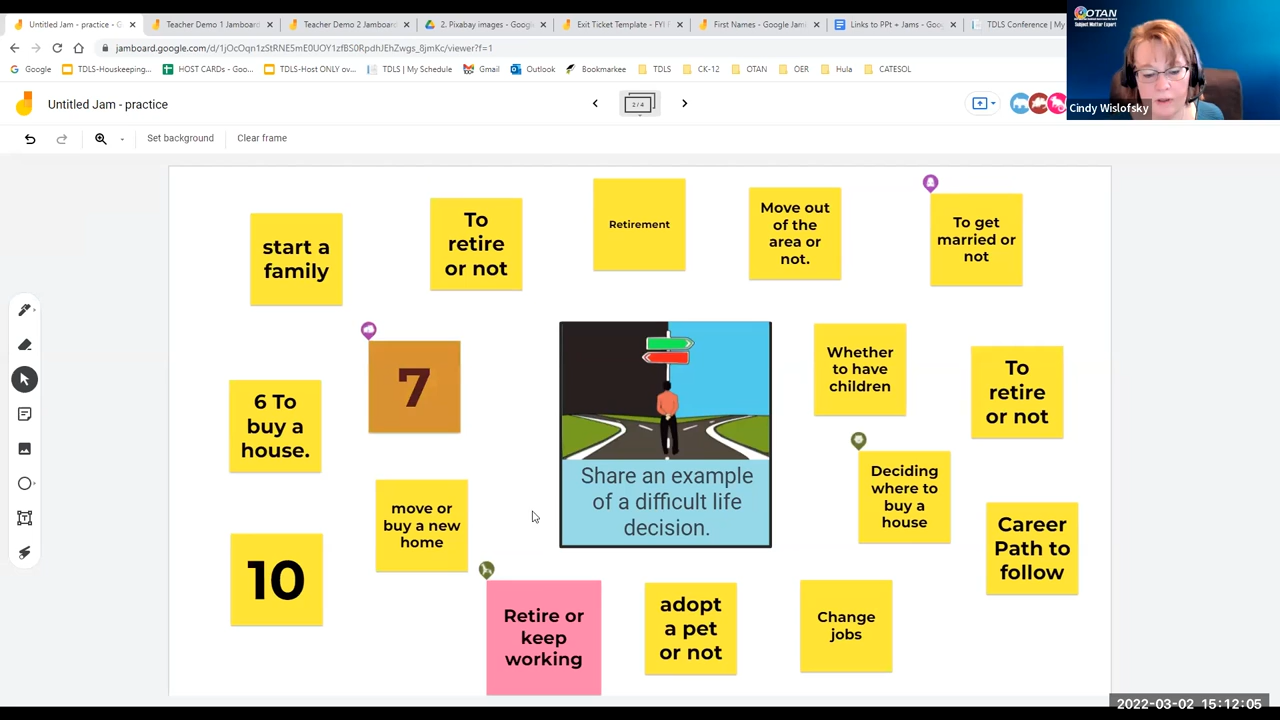 Untitled Jam - practice - G
Teacher Demo 1 Jamboard
Teacher Demo 2 Jamboard
2. Pixabay images - Google
Exit Ticket Template - FYI
First Names - Google Jam
Links to PPt + Jams - Goog
TDLS Conference | My
OTAN
Subject Matter Expert
Cindy Wislofsky
Google
TDLS-Housekeeping...
HOST CARDs - Goo...
TDLS-Host ONLY ov...
TDLS | My Schedule
Gmail
Outlook
Bookmarkee
TDLS
CK-12
OTAN
OER
Hula
CATESOL
Untitled Jam - practice
2 / 4
Set background
Clear frame
start a
family
To
retire
or not
Retirement
Move out
of the
area or
not.
To get
married or
not
6 To
buy a
house.
7
Share an example
of a difficult life
decision.
Whether
to have
children
To
retire
or not
move or
buy a new
home
Deciding
where to
buy a
house
Career
Path to
follow
10
Retire or
keep
working
adopt
a pet
or not
Change
jobs
2022-03-02 15:12:05